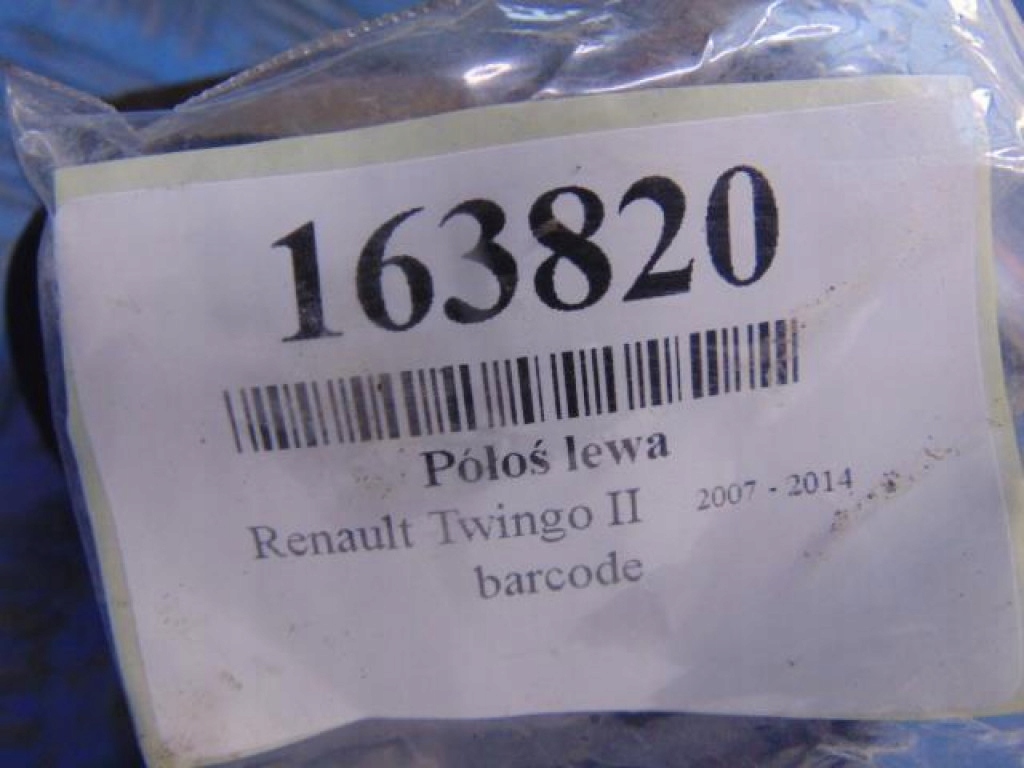 163820
Półoś lewa
Renault Twingo II 2007 - 2014
barcode